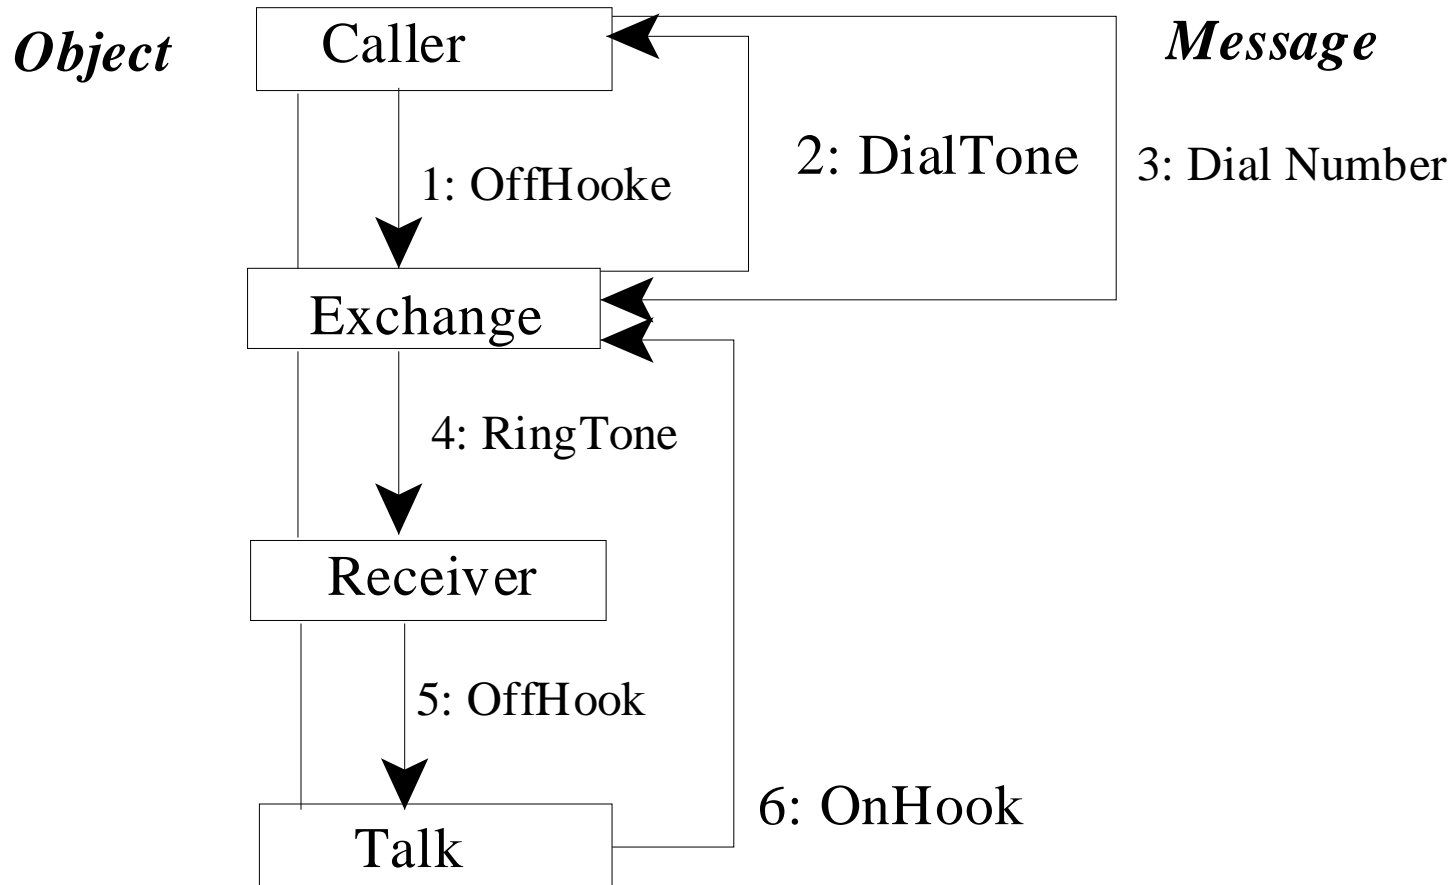 Object
Caller
Message
2: DialTone
3: Dial Number
1: OffHooke
Exchange
4: RingTone
Receiver
5: OffHook
6: OnHook
Talk